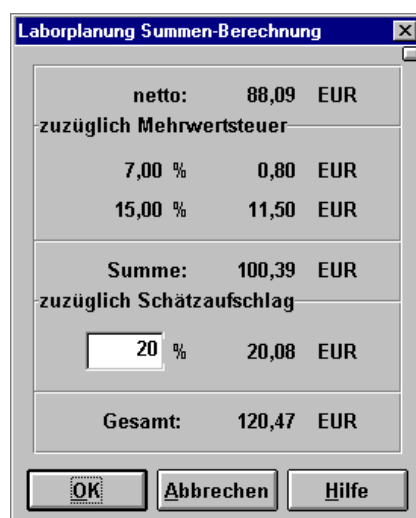 Laborplanung Summen-Berechnung
netto: 88,09 EUR
zuzüglich Mehrwertsteuer
7,00 % 0,80 EUR
15,00 % 11,50 EUR
Summe: 100,39 EUR
zuzüglich Schätzaufschlag
20 % 20,08 EUR
Gesamt: 120,47 EUR
OK Abbrechen Hilfe